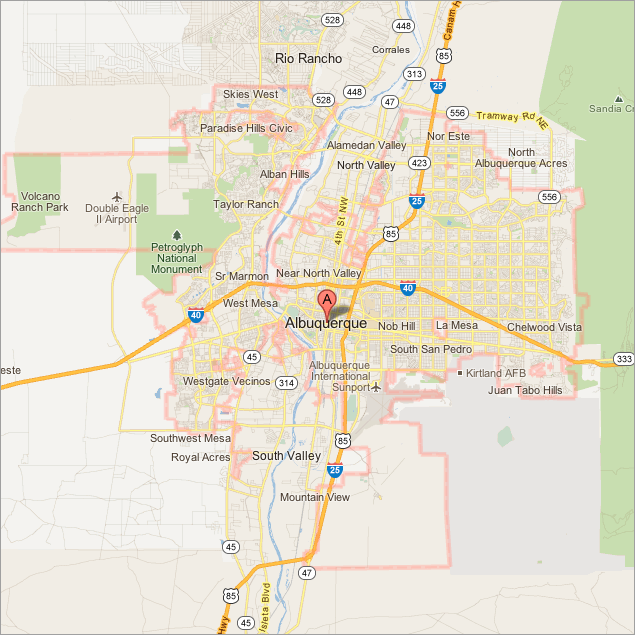 528
448
Canam H
Corrales
Rio Rancho
85
313
25
Skies West
448
528
47
556
Sandia C
Tramway Rd NE
Paradise Hills Civic
Nor Este
Alamedan Valley
North
Albuquerque Acres
North Valley
423
Alban Hills
Volcano
Ranch Park
Double Eagle
II Airport
Taylor Ranch
25
556
4th St NW
85
Petroglyph
National
Monument
Sr Marmon
Near North Valley
40
West Mesa
A
40
Albuquerque
Nob Hill
La Mesa
Chelwood Vista
45
South San Pedro
333
este
Albuquerque
International
Sunport
Kirtland AFB
Westgate Vecinos
314
Juan Tabo Hills
Southwest Mesa
85
Royal Acres
South Valley
25
Mountain View
45
47
85
Isleta Blvd
Hwy
45